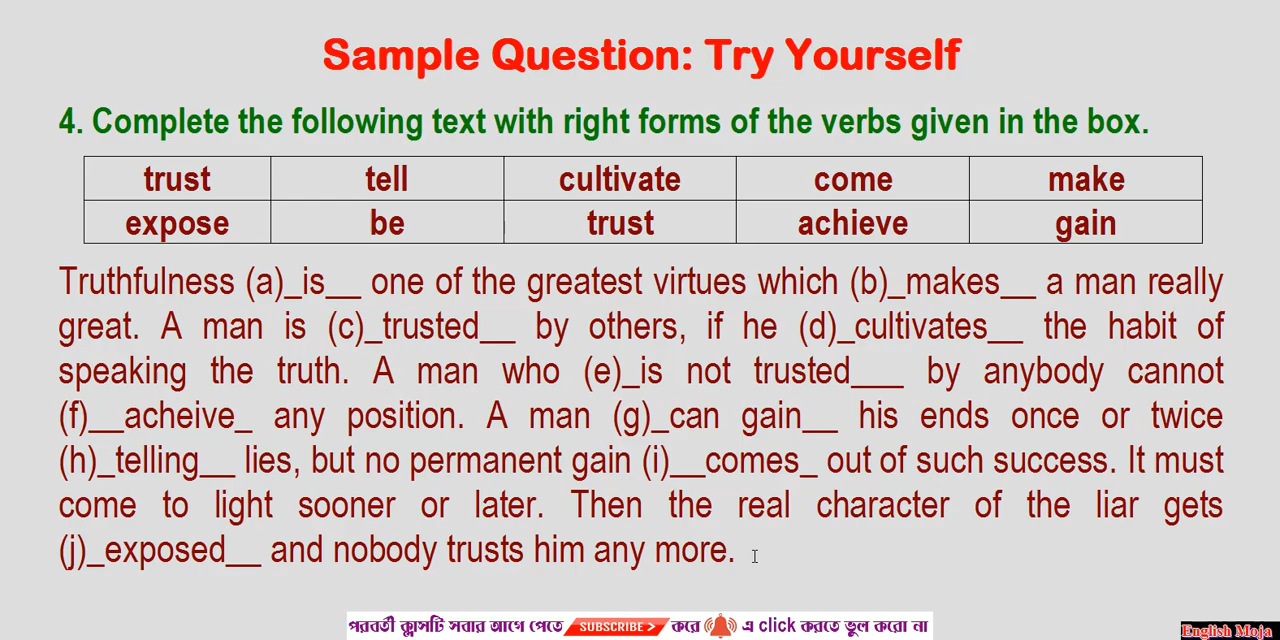 Sample Question: Try Yourself
4. Complete the following text with right forms of the verbs given in the box.
trust tell cultivate come make
expose be trust achieve gain
Truthfulness (a)_is__ one of the greatest virtues which (b)_makes__ a man really
great. A man is (c)_trusted__ by others, if he (d)_cultivates__ the habit of
speaking the truth. A man who (e)_is not trusted___ by anybody cannot
(f)__acheive_ any position. A man (g)_can gain__ his ends once or twice
(h)_telling__ lies, but no permanent gain (i)__comes_ out of such success. It must
come to light sooner or later. Then the real character of the liar gets
(j)_exposed__ and nobody trusts him any more.
পরবর্তী ক্লাসটি সবার আগে পেতে SUBSCRIBE > করে এ click করতে ভুল করো না
English Moja